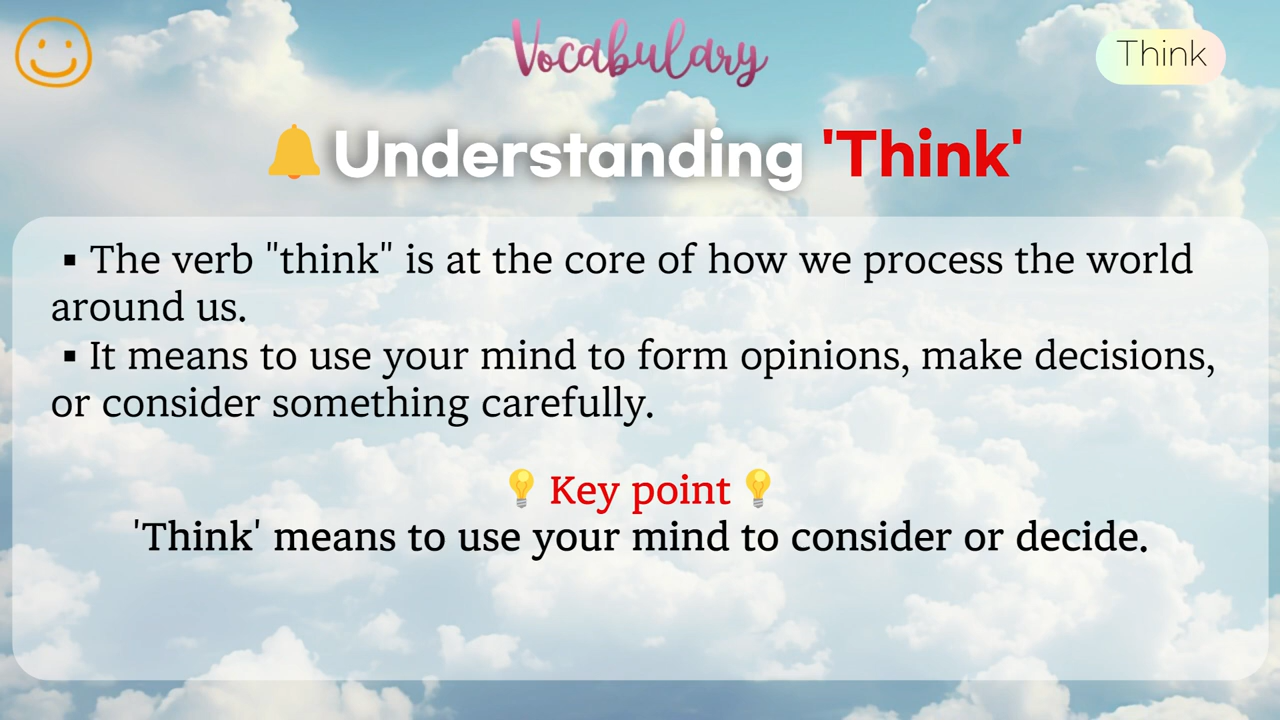 Vocabulary
Think
Understanding 'Think'
▪ The verb "think" is at the core of how we process the world
around us.
▪ It means to use your mind to form opinions, make decisions,
or consider something carefully.
Key point
'Think' means to use your mind to consider or decide.